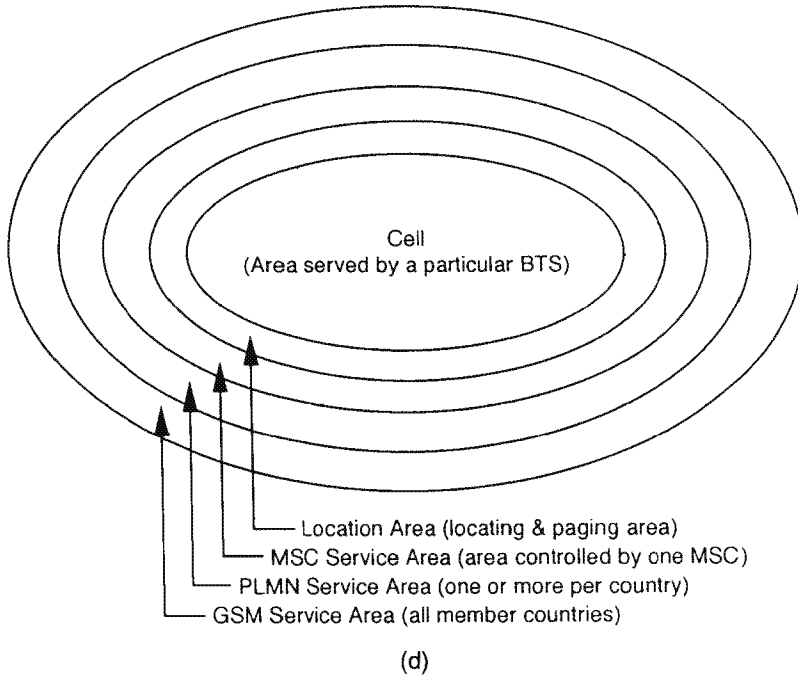 Cell
(Area served by a particular BTS)
Location Area (locating & paging area)
MSC Service Area (area controlled by one MSC)
PLMN Service Area (one or more per country)
GSM Service Area (all member countries)
(d)